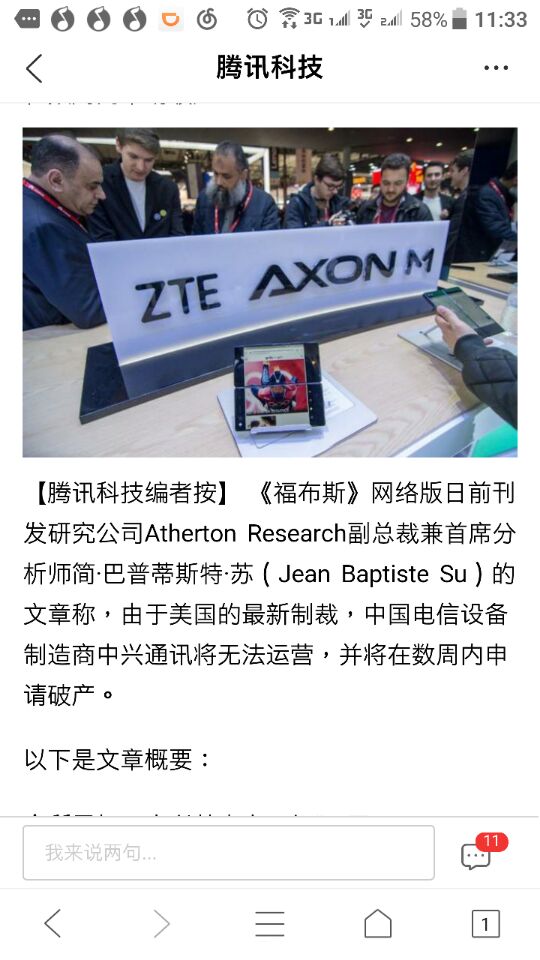 3G 1 3G 2 58% 11:33
腾讯科技
ZTE AXON M
【腾讯科技编者按】《福布斯》网络版日前刊
发研究公司Atherton Research副总裁兼首席分
析师简·巴普蒂斯特·苏(Jean Baptiste Su)的
文章称,由于美国的最新制裁,中国电信设备
制造商中兴通讯将无法运营,并将在数周内申
请破产。
以下是文章概要:
我来说两句...
11
1